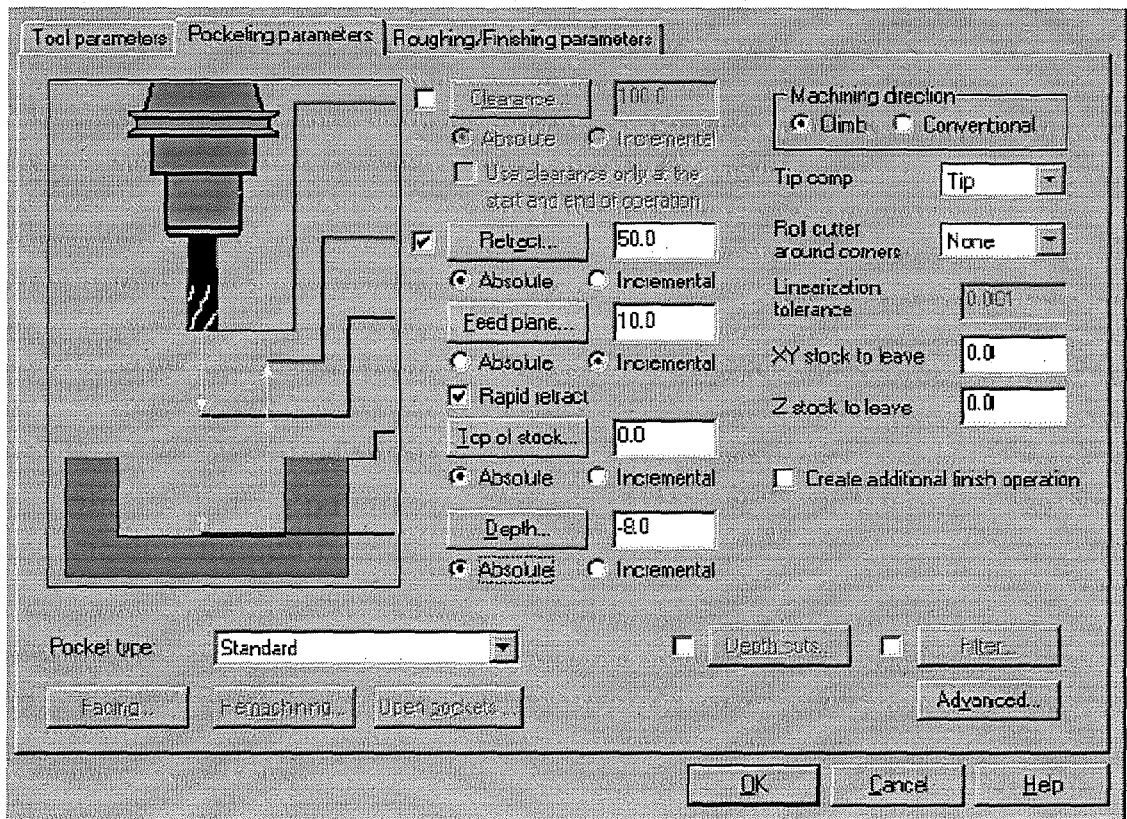 Tool parameters
Pocketing parameters
Roughing/Finishing parameters
Clearance...
100.0
Absolute
Incremental
Use clearance only at the
start and end of operation
Retract...
50.0
Absolute
Incremental
Feed plane...
10.0
Absolute
Incremental
Rapid retract
Top of stock...
0.0
Absolute
Incremental
Depth...
-8.0
Absolute
Incremental
Machining direction
Climb
Conventional
Tip comp
Tip
Roll cutter
around corners
None
Linearization
tolerance
0.001
XY stock to leave
0.0
Z stock to leave
0.0
Create additional finish operation
Pocket type
Standard
Depth cuts...
Filter...
Facing...
Remachining...
Open pockets...
Advanced...
OK
Cancel
Help